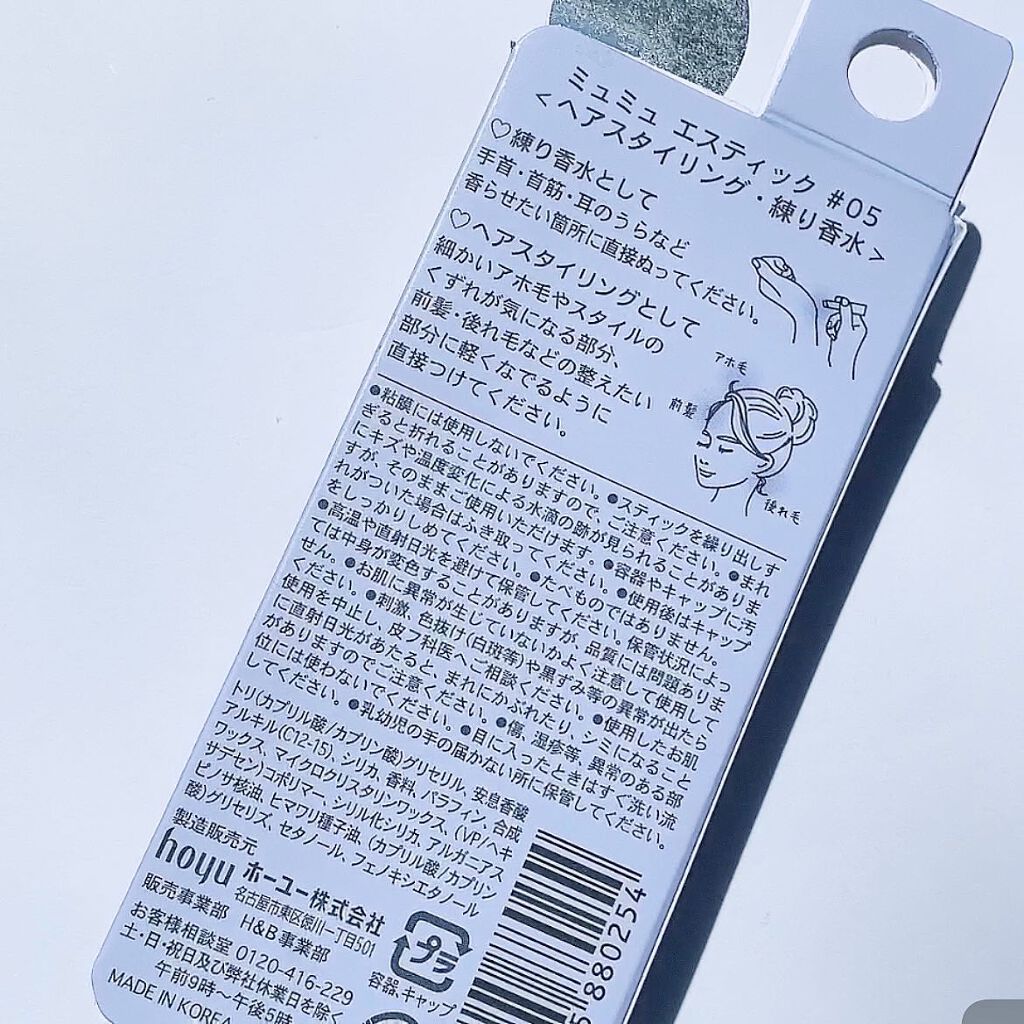 ミュミュ エスティック #05
<ヘアスタイリング・練り香水>
♡練り香水として
手首・首筋・耳のうらなど
香らせたい箇所に直接ぬってください。
♡ヘアスタイリングとして
細かいアホ毛やスタイルの
くずれが気になる部分、
前髪・後れ毛などの整えたい
部分に軽くなでるように
直接つけてください。
アホ毛
前髪
後れ毛
●粘膜には使用しないでください。●スティックを繰り出しす
ぎると折れることがありますので、ご注意ください。●まれ
にキズや温度変化による水滴の跡が見られることがありま
すが、そのままご使用いただけます。●容器やキャップに汚
れがついた場合はふき取ってください。●使用後はキャップ
をしっかりしめてください。●たべものではありません。
●高温や直射日光を避けて保管してください。保管状況によっ
ては中身が変色することがありますが、品質には問題ありま
せん。●お肌に異常が生じていないかよく注意して使用して
ください。●刺激、色抜け(白斑等)や黒ずみ等の異常が出たら
使用を中止し、皮フ科医へご相談ください。●使用したお肌
に直射日光があたると、まれにかぶれたり、シミになること
がありますのでご注意ください。●傷、湿疹等、異常のある部
位には使わないでください。●目に入ったときはすぐ洗い流
してください。●乳幼児の手の届かない所に保管してください。
トリ(カプリル酸/カプリン酸)グリセリル、安息香酸
アルキル(C12-15)、シリカ、香料、パラフィン、合成
ワックス、マイクロクリスタリンワックス、(VP/ヘキ
サデセン)コポリマー、シリル化シリカ、アルガニアス
ピノサ核油、ヒマワリ種子油、(カプリル酸/カプリン
酸)グリセリズ、セタノール、フェノキシエタノール
製造販売元
hoyu ホーユー株式会社
名古屋市東区徳川一丁目501
販売事業部 H&B事業部
お客様相談室 0120-416-229
土・日・祝日及び弊社休業日を除く
午前9時〜午後5時
MADE IN KOREA
プラ
容器、キャップ
5880254